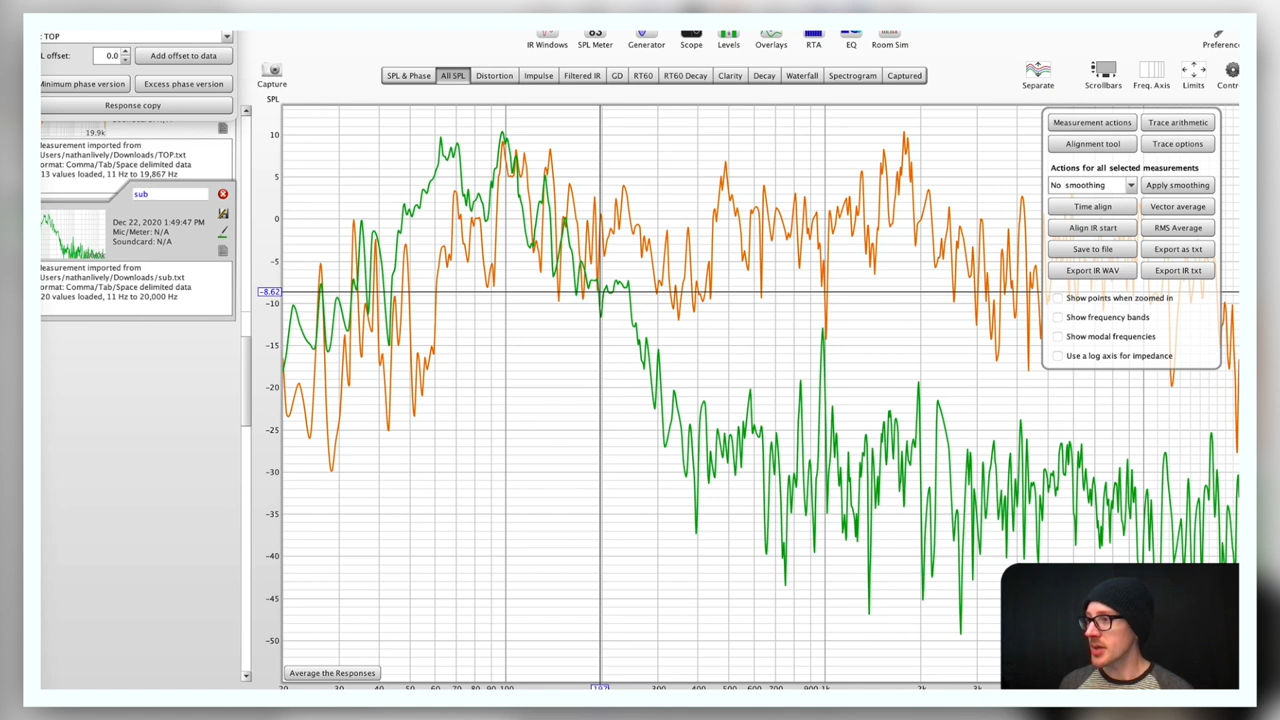 : TOP
L offset:
0.0
Add offset to data
Minimum phase version
Excess phase version
Response copy
19.9k
Measurement imported from
Users/nathanlively/Downloads/TOP.txt
ormat: Comma/Tab/Space delimited data
13 values loaded, 11 Hz to 19,867 Hz
sub
Dec 22, 2020 1:49:47 PM
Mic/Meter: N/A
Soundcard: N/A
easurement imported from
Users/nathanlively/Downloads/sub.txt
ormat: Comma/Tab/Space delimited data
20 values loaded, 11 Hz to 20,000 Hz
Capture
83
IR Windows
SPL Meter
Generator
Scope
Levels
Overlays
RTA
EQ
Room Sim
Preferenc
SPL & Phase
All SPL
Distortion
Impulse
Filtered IR
GD
RT60
RT60 Decay
Clarity
Decay
Waterfall
Spectrogram
Captured
Separate
Scrollbars
Freq. Axis
Limits
Contr
SPL
10
5
0
-5
-8.62
-10
-15
-20
-25
-30
-35
-40
-45
-50
Measurement actions
Trace arithmetic
Alignment tool
Trace options
Actions for all selected measurements
No smoothing
Apply smoothing
Time align
Vector average
Align IR start
RMS Average
Save to file
Export as txt
Export IR WAV
Export IR txt
Show points when zoomed in
Show frequency bands
Show modal frequencies
Use a log axis for impedance
Average the Responses
20
30
40
50
60
70
80
90
100
197
300
400
500
600
800
1k
2k
3k